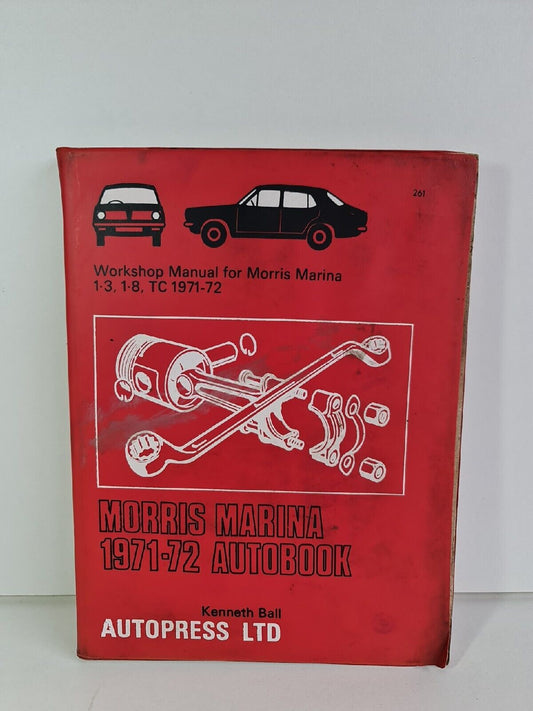 261
Workshop Manual for Morris Marina
1·3, 1·8, TC 1971-72
MORRIS MARINA
1971-72 AUTOBOOK
Kenneth Ball
AUTOPRESS LTD